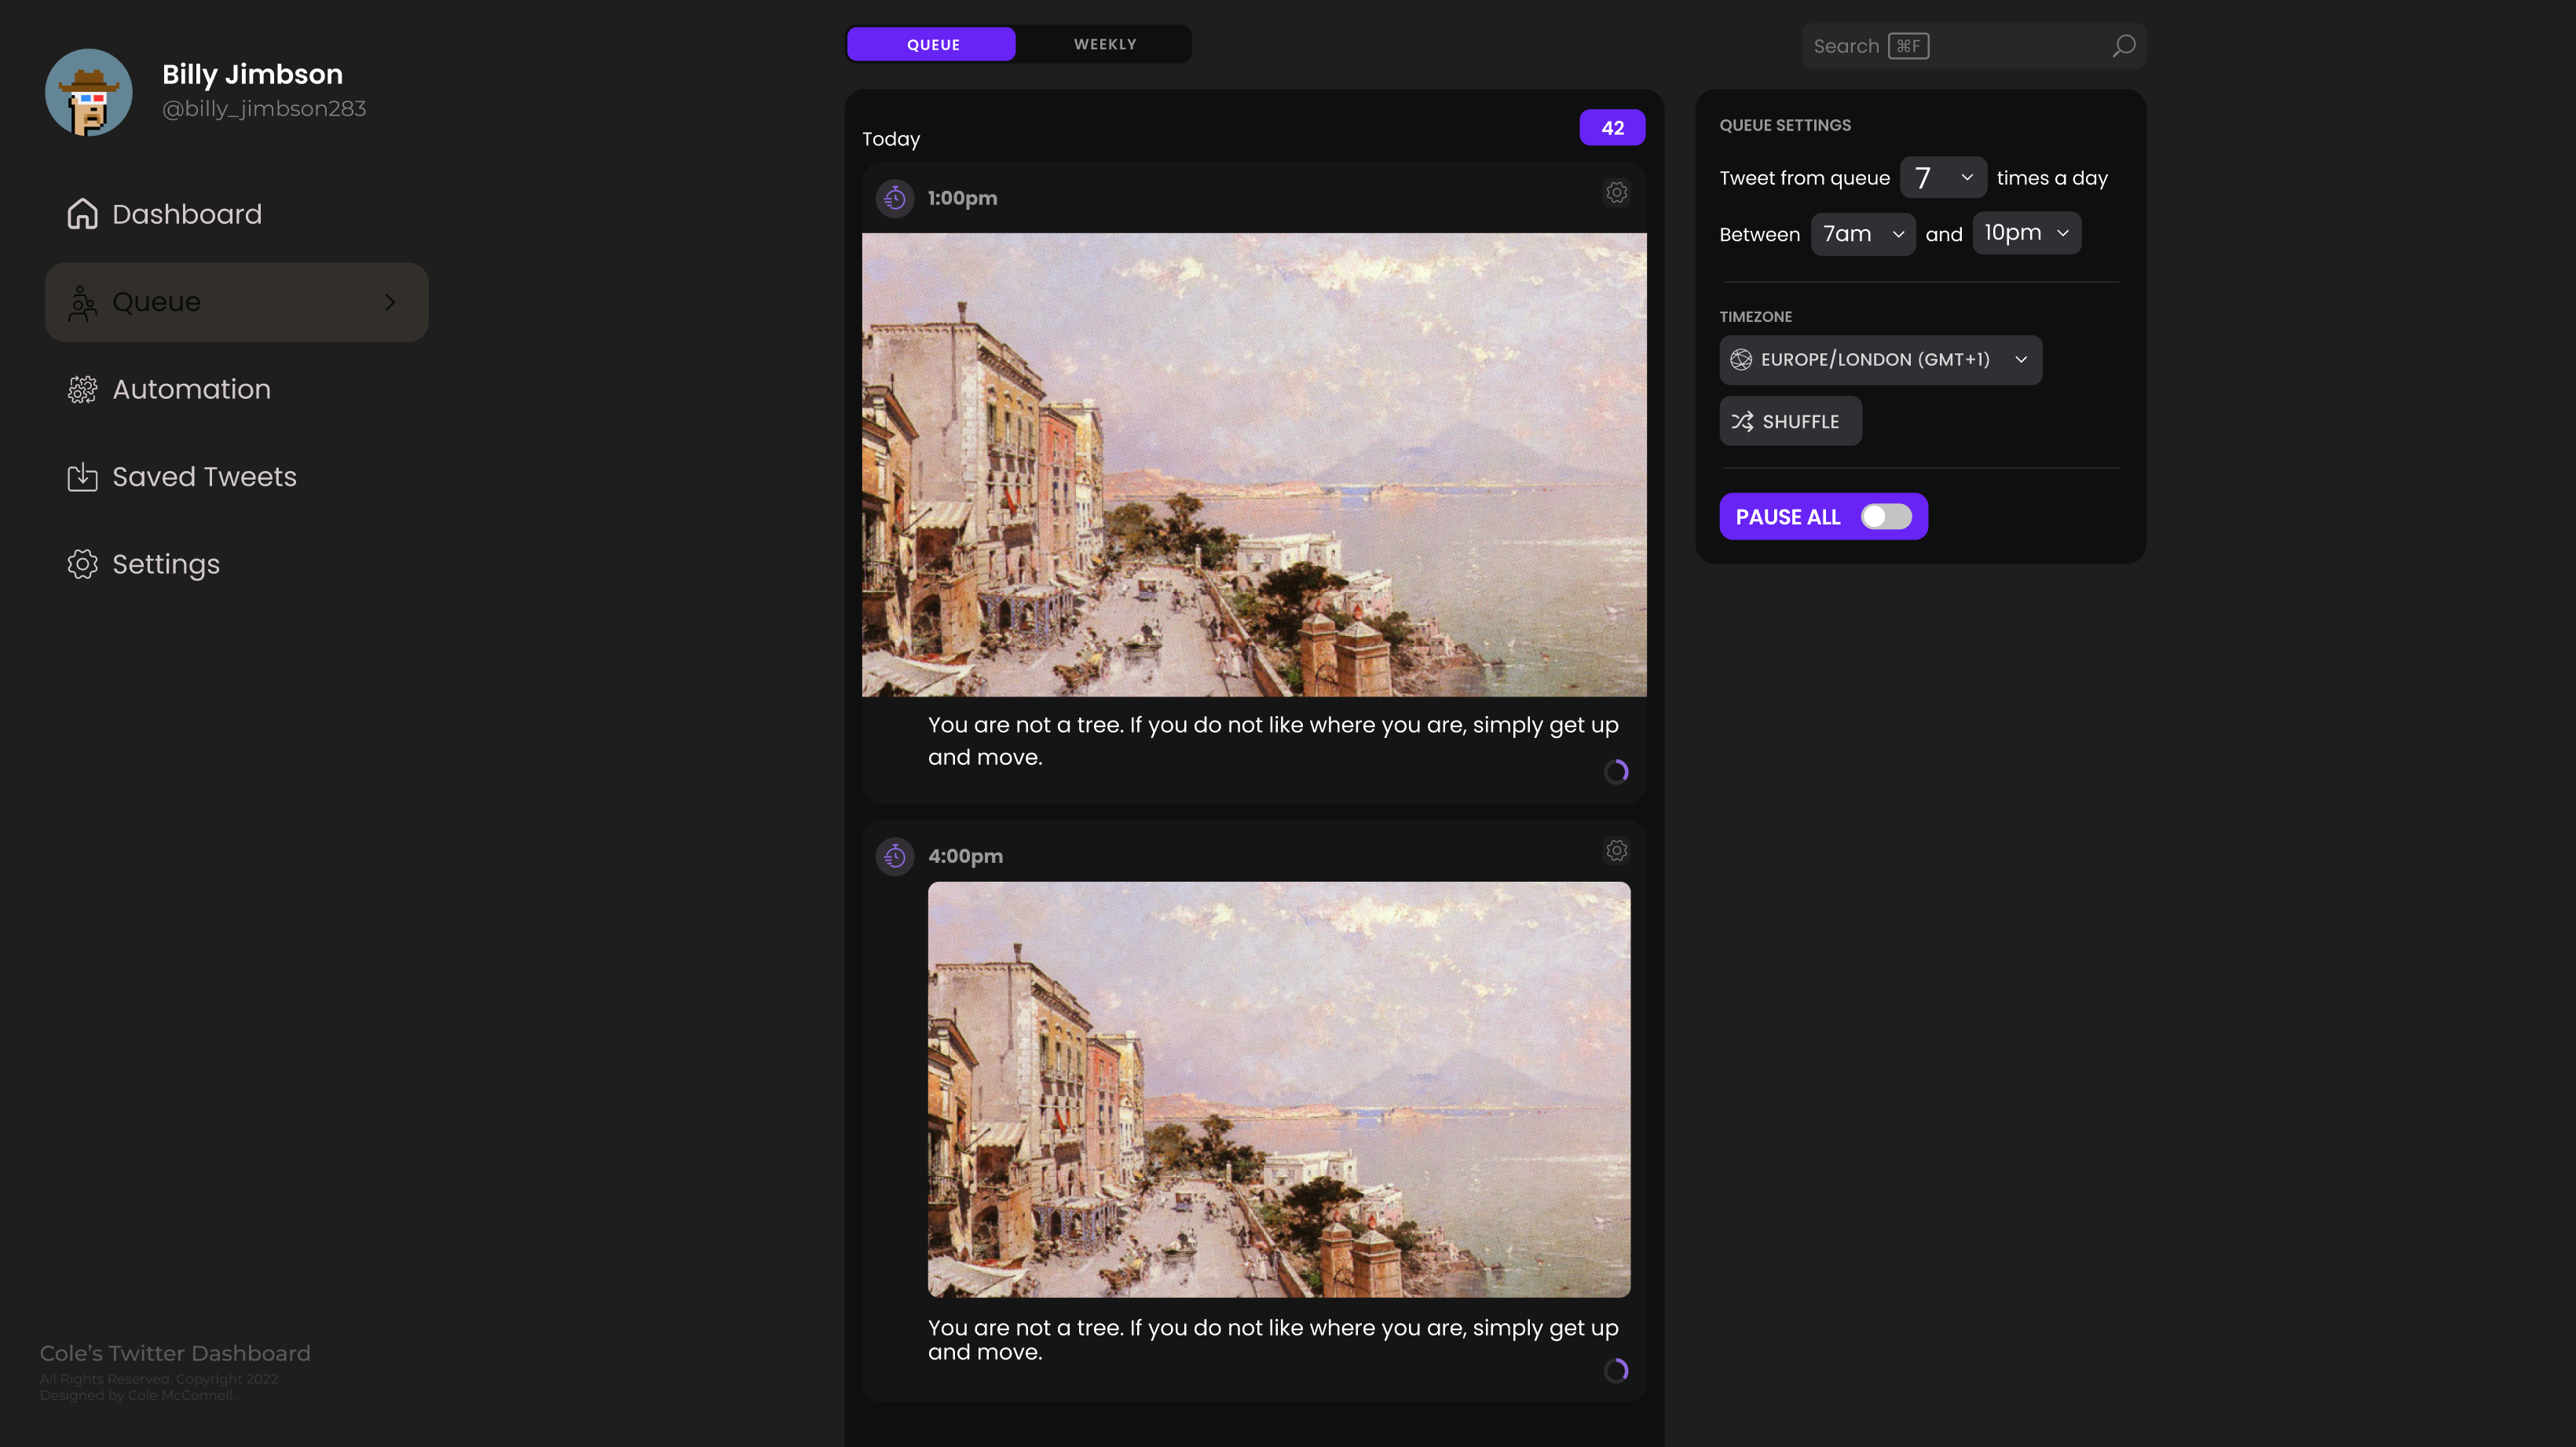 Billy Jimbson
@billy_jimbson283
Dashboard
Queue
Automation
Saved Tweets
Settings
Cole's Twitter Dashboard
All Rights Reserved. Copyright 2022
Designed by Cole McConnell.
QUEUE WEEKLY
Today 42
1:00pm
You are not a tree. If you do not like where you are, simply get up
and move.
4:00pm
You are not a tree. If you do not like where you are, simply get up
and move.
Search ⌘F
QUEUE SETTINGS
Tweet from queue 7 times a day
Between 7am and 10pm
TIMEZONE
EUROPE/LONDON (GMT+1)
SHUFFLE
PAUSE ALL